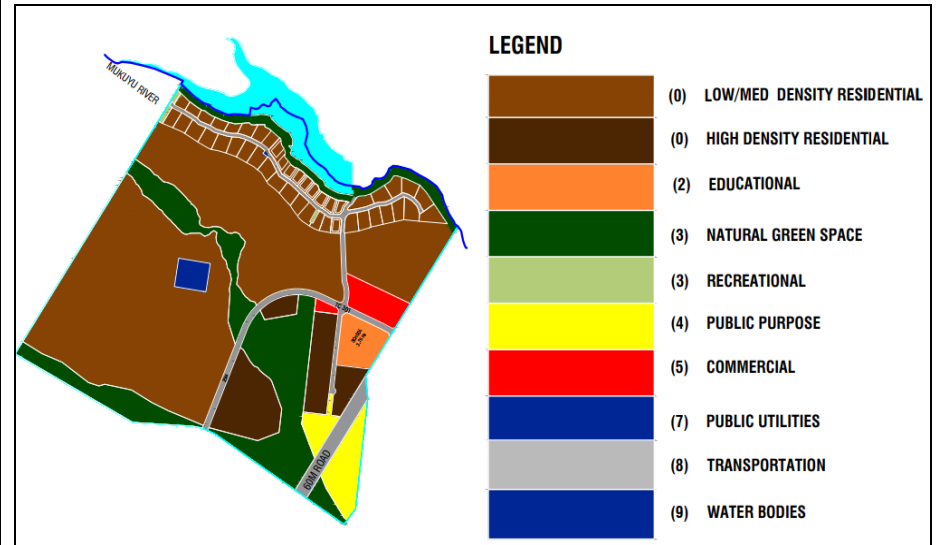 LEGEND
MUKUYU RIVER
(0) LOW/MED DENSITY RESIDENTIAL
(0) HIGH DENSITY RESIDENTIAL
(2) EDUCATIONAL
(3) NATURAL GREEN SPACE
(3) RECREATIONAL
(4) PUBLIC PURPOSE
(5) COMMERCIAL
(7) PUBLIC UTILITIES
(8) TRANSPORTATION
(9) WATER BODIES
60M ROAD